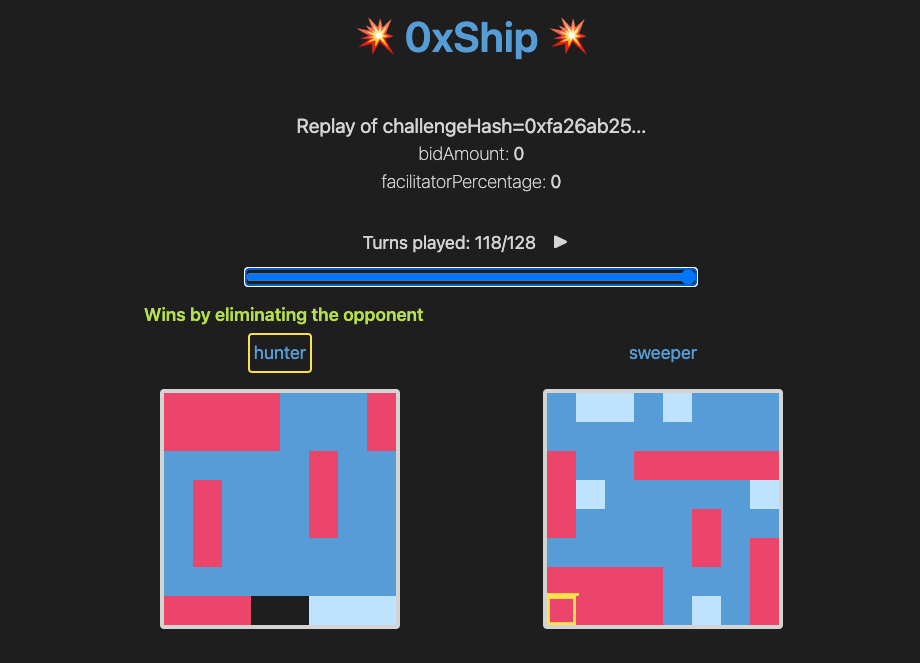 💥 0xShip 💥
Replay of challengeHash=0xfa26ab25...
bidAmount: 0
facilitatorPercentage: 0
Turns played: 118/128
Wins by eliminating the opponent
hunter
sweeper